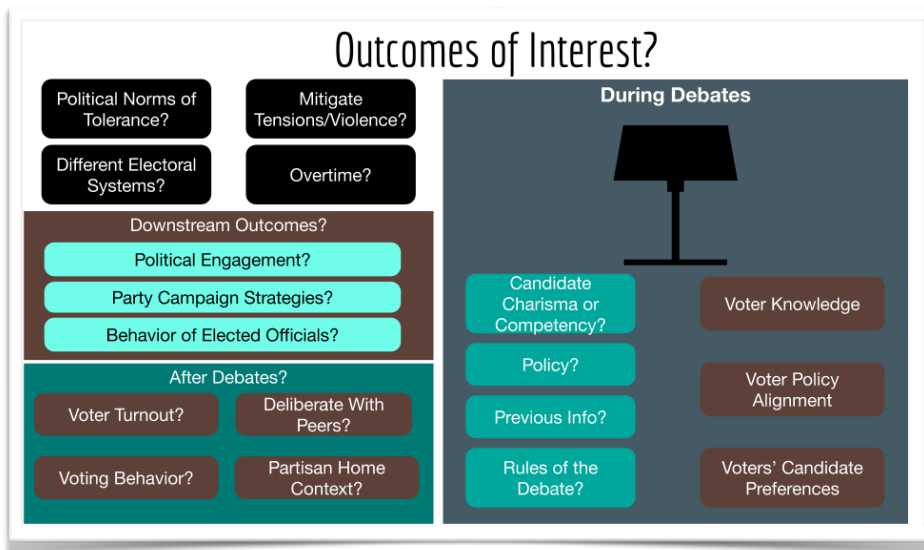 Outcomes of Interest?
Political Norms of
Tolerance?
Mitigate
Tensions/Violence?
Different Electoral
Systems?
Overtime?
Downstream Outcomes?
Political Engagement?
Party Campaign Strategies?
Behavior of Elected Officials?
After Debates?
Voter Turnout?
Deliberate With
Peers?
Voting Behavior?
Partisan Home
Context?
During Debates
Candidate
Charisma or
Competency?
Policy?
Previous Info?
Rules of the
Debate?
Voter Knowledge
Voter Policy
Alignment
Voters' Candidate
Preferences